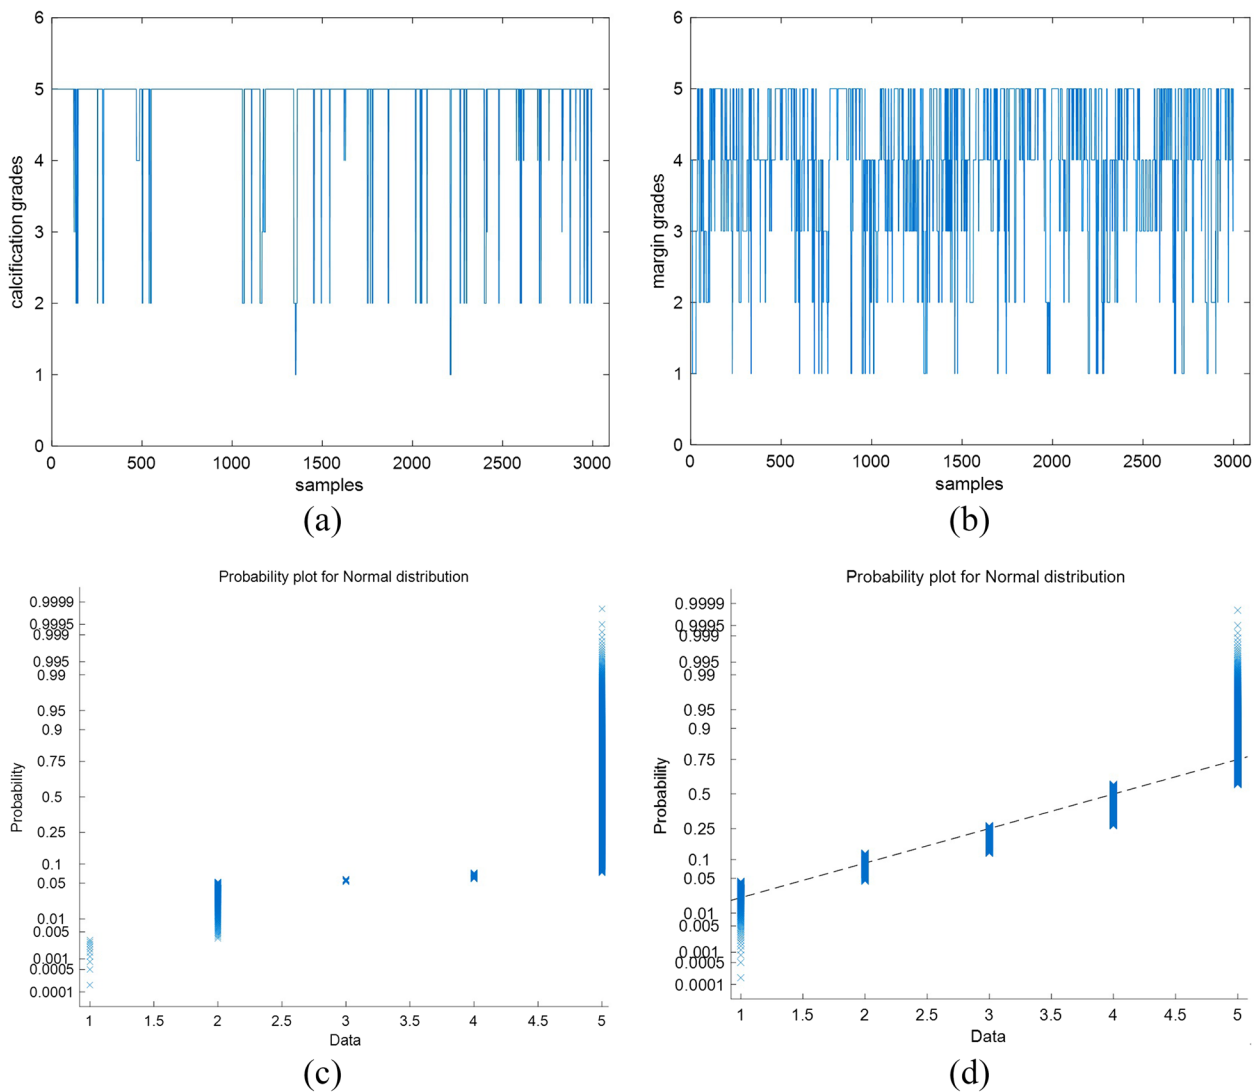 6
5
4
3
2
1
0
calcification grades
0 500 1000 1500 2000 2500 3000
samples
(a)
6
5
4
3
2
1
0
margin grades
0 500 1000 1500 2000 2500 3000
samples
(b)
Probability plot for Normal distribution
0.9999
0.9995
0.999
0.995
0.99
0.95
0.9
0.75
0.5
0.25
0.1
0.05
0.01
0.005
0.001
0.0005
0.0001
Probability
1 1.5 2 2.5 3 3.5 4 4.5 5
Data
(c)
Probability plot for Normal distribution
0.9999
0.9995
0.999
0.995
0.99
0.95
0.9
0.75
0.5
0.25
0.1
0.05
0.01
0.005
0.001
0.0005
0.0001
Probability
1 1.5 2 2.5 3 3.5 4 4.5 5
Data
(d)